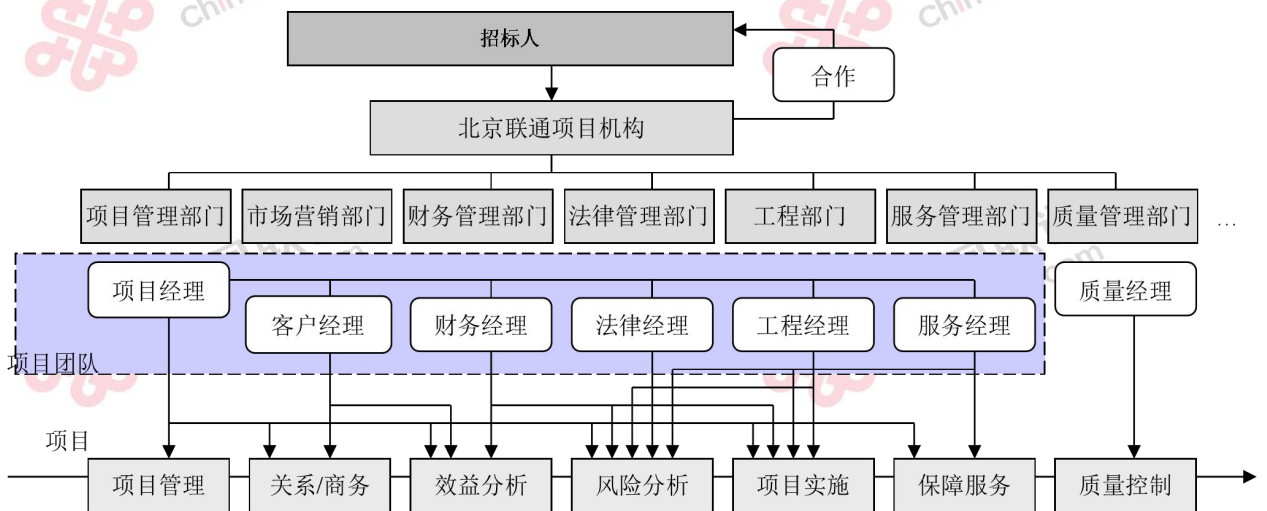 招标人
合作
北京联通项目机构
项目管理部门 市场营销部门 财务管理部门 法律管理部门 工程部门 服务管理部门 质量管理部门 …
项目经理 质量经理
客户经理 财务经理 法律经理 工程经理 服务经理
项目团队
项目
项目管理 关系/商务 效益分析 风险分析 项目实施 保障服务 质量控制